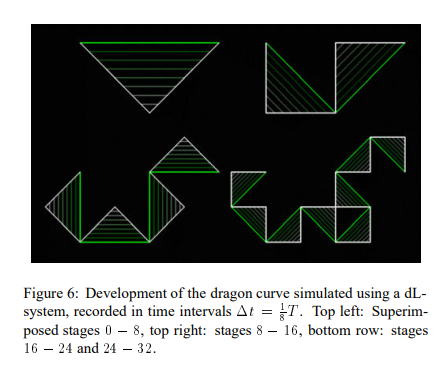 Figure 6: Development of the dragon curve simulated using a dL-
system, recorded in time intervals Δt = 1/8 T. Top left: Superim-
posed stages 0 – 8, top right: stages 8 – 16, bottom row: stages
16 – 24 and 24 – 32.